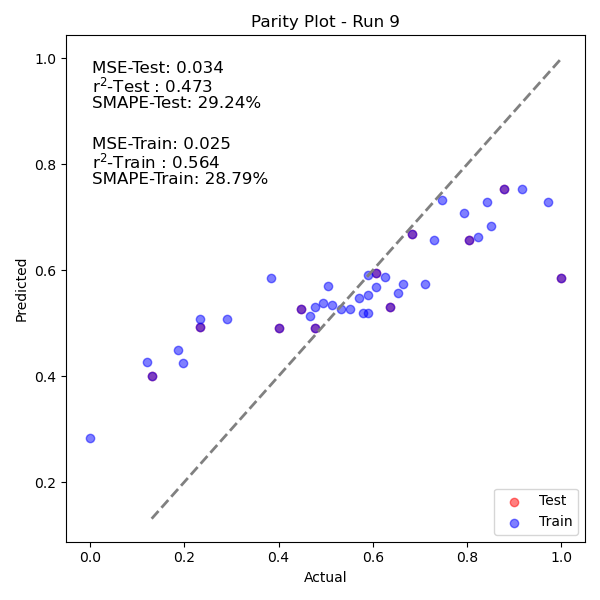 Parity Plot - Run 9
MSE-Test: 0.034
r²-Test : 0.473
SMAPE-Test: 29.24%
MSE-Train: 0.025
r²-Train : 0.564
SMAPE-Train: 28.79%
Predicted
1.0
0.8
0.6
0.4
0.2
0.0 0.2 0.4 0.6 0.8 1.0
Actual
Test
Train